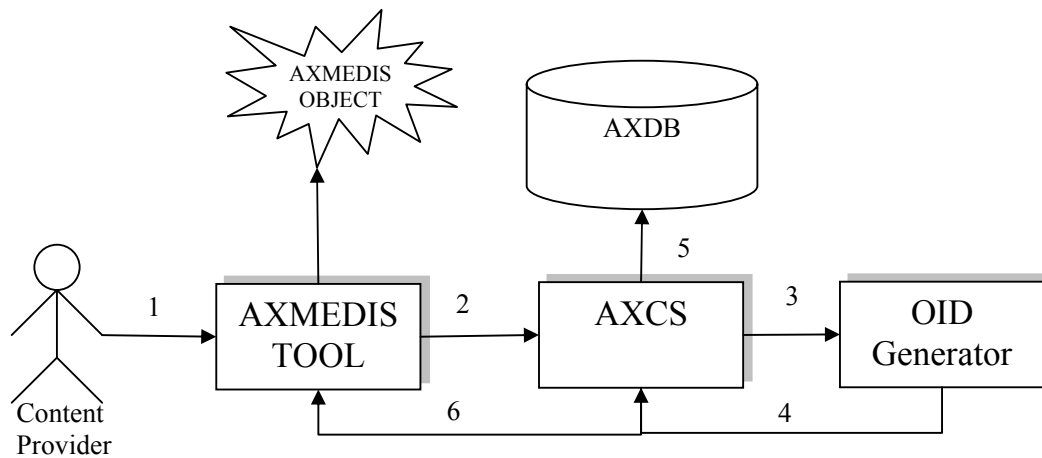 AXMEDIS
OBJECT
AXDB
5
1
AXMEDIS
TOOL
2
AXCS
3
OID
Generator
6
4
Content
Provider